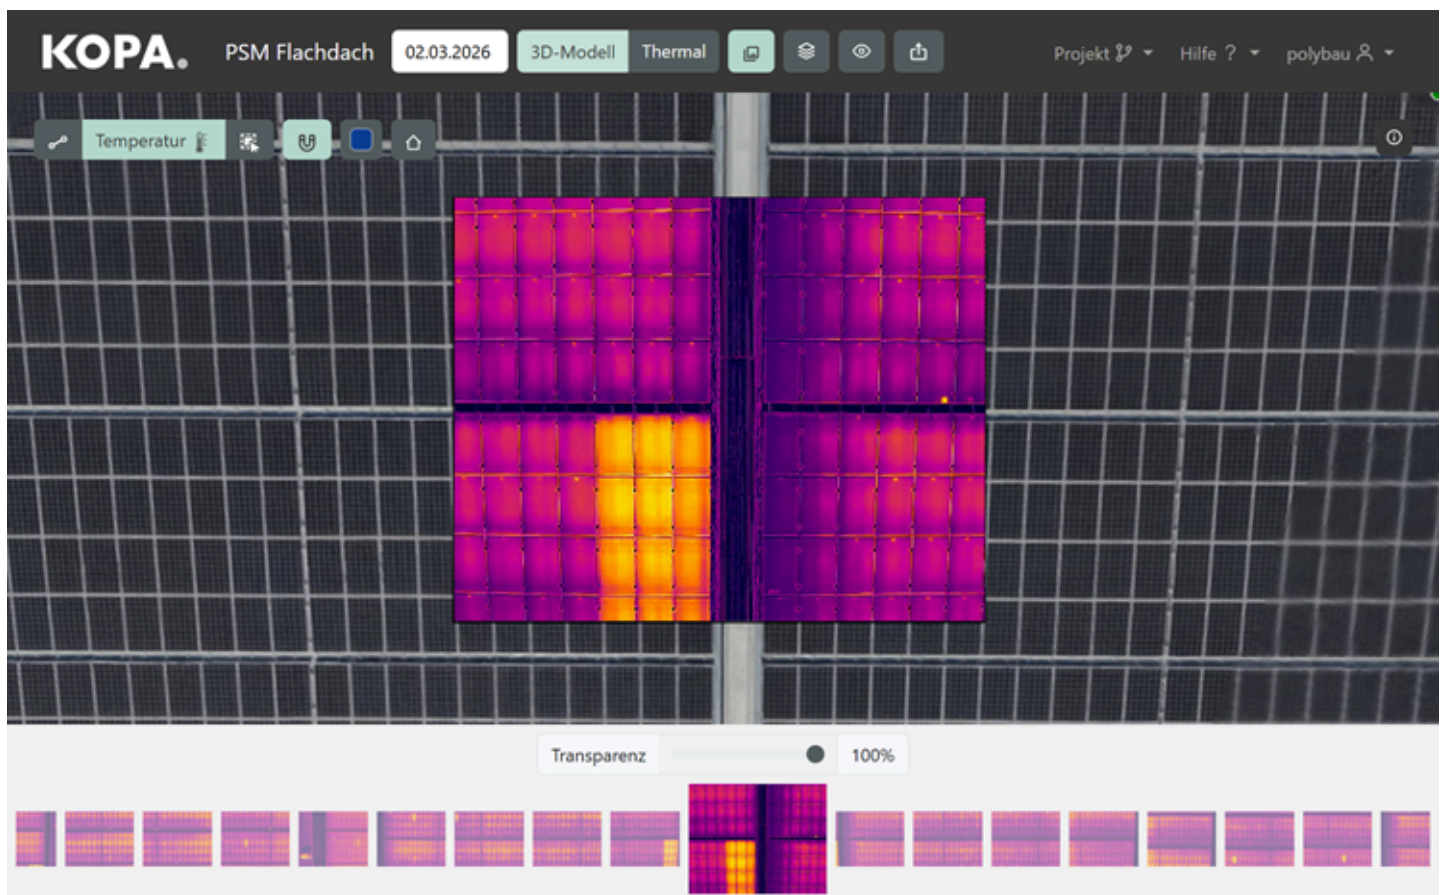 KOPA. PSM Flachdach 02.03.2026 3D-Modell Thermal Projekt Hilfe ? polybau
Temperatur
Transparenz 100%